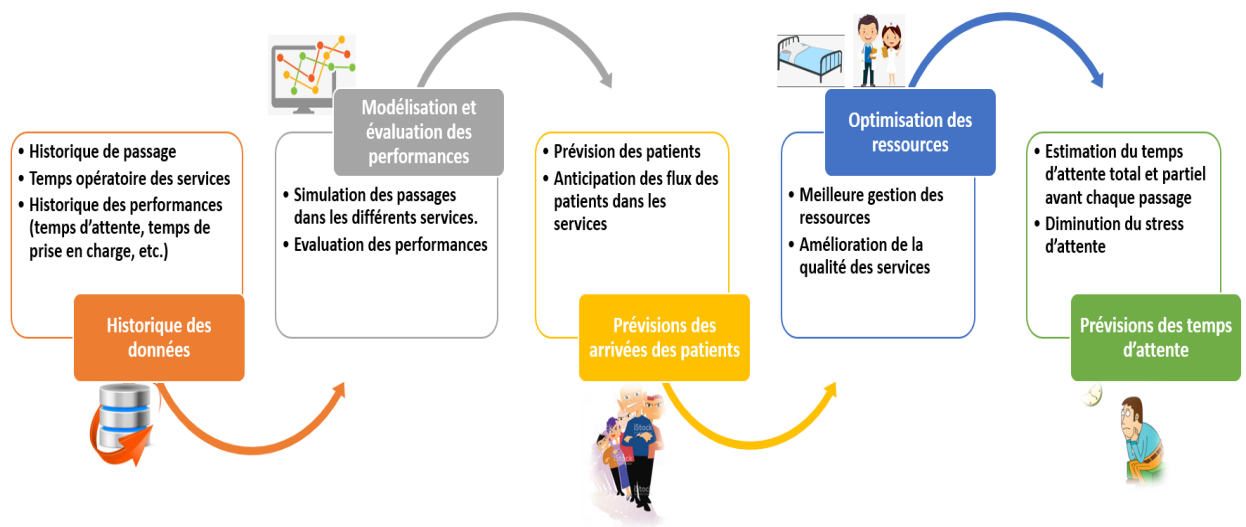 • Historique de passage
• Temps opératoire des services
• Historique des performances
(temps d'attente, temps de
prise en charge, etc.)
Historique des
données
Modélisation et
évaluation des
performances
• Simulation des passages
dans les différents services.
• Evaluation des performances
• Prévision des patients
• Anticipation des flux des
patients dans les
services
Prévisions des
arrivées des patients
iStock
iStock
Optimisation des
ressources
• Meilleure gestion des
ressources
• Amélioration de la
qualité des services
• Estimation du temps
d'attente total et partiel
avant chaque passage
• Diminution du stress
d'attente
Prévisions des temps
d'attente